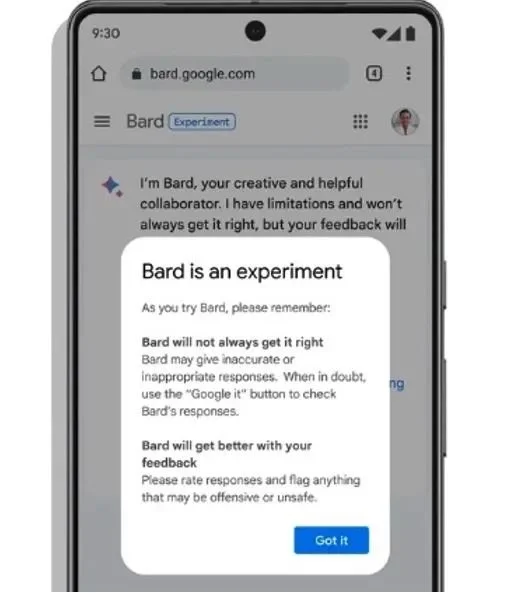 9:30
bard.google.com
4
Bard Experiment
I'm Bard, your creative and helpful
collaborator. I have limitations and won't
always get it right, but your feedback will
Bard is an experiment
As you try Bard, please remember:
Bard will not always get it right
Bard may give inaccurate or
inappropriate responses. When in doubt,
use the "Google it" button to check
Bard's responses.
ng
Bard will get better with your
feedback
Please rate responses and flag anything
that may be offensive or unsafe.
Got it